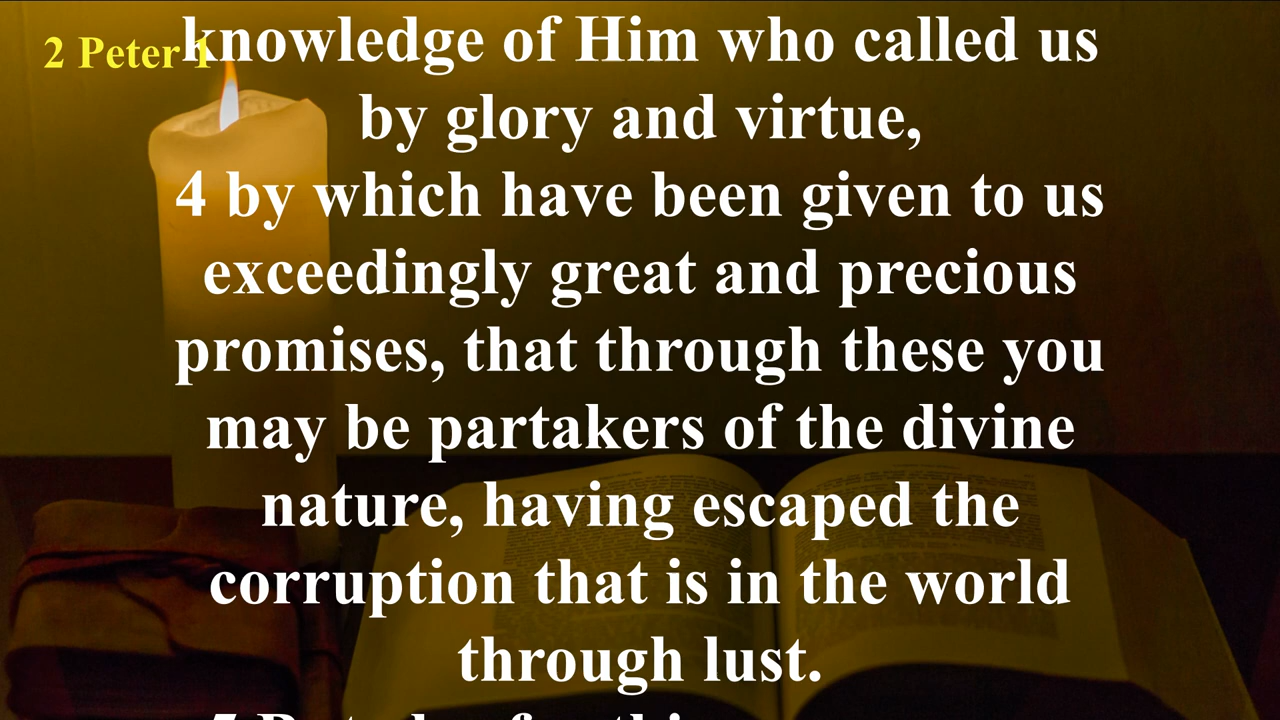 2 Peter 1
knowledge of Him who called us
by glory and virtue,
4 by which have been given to us
exceedingly great and precious
promises, that through these you
may be partakers of the divine
nature, having escaped the
corruption that is in the world
through lust.